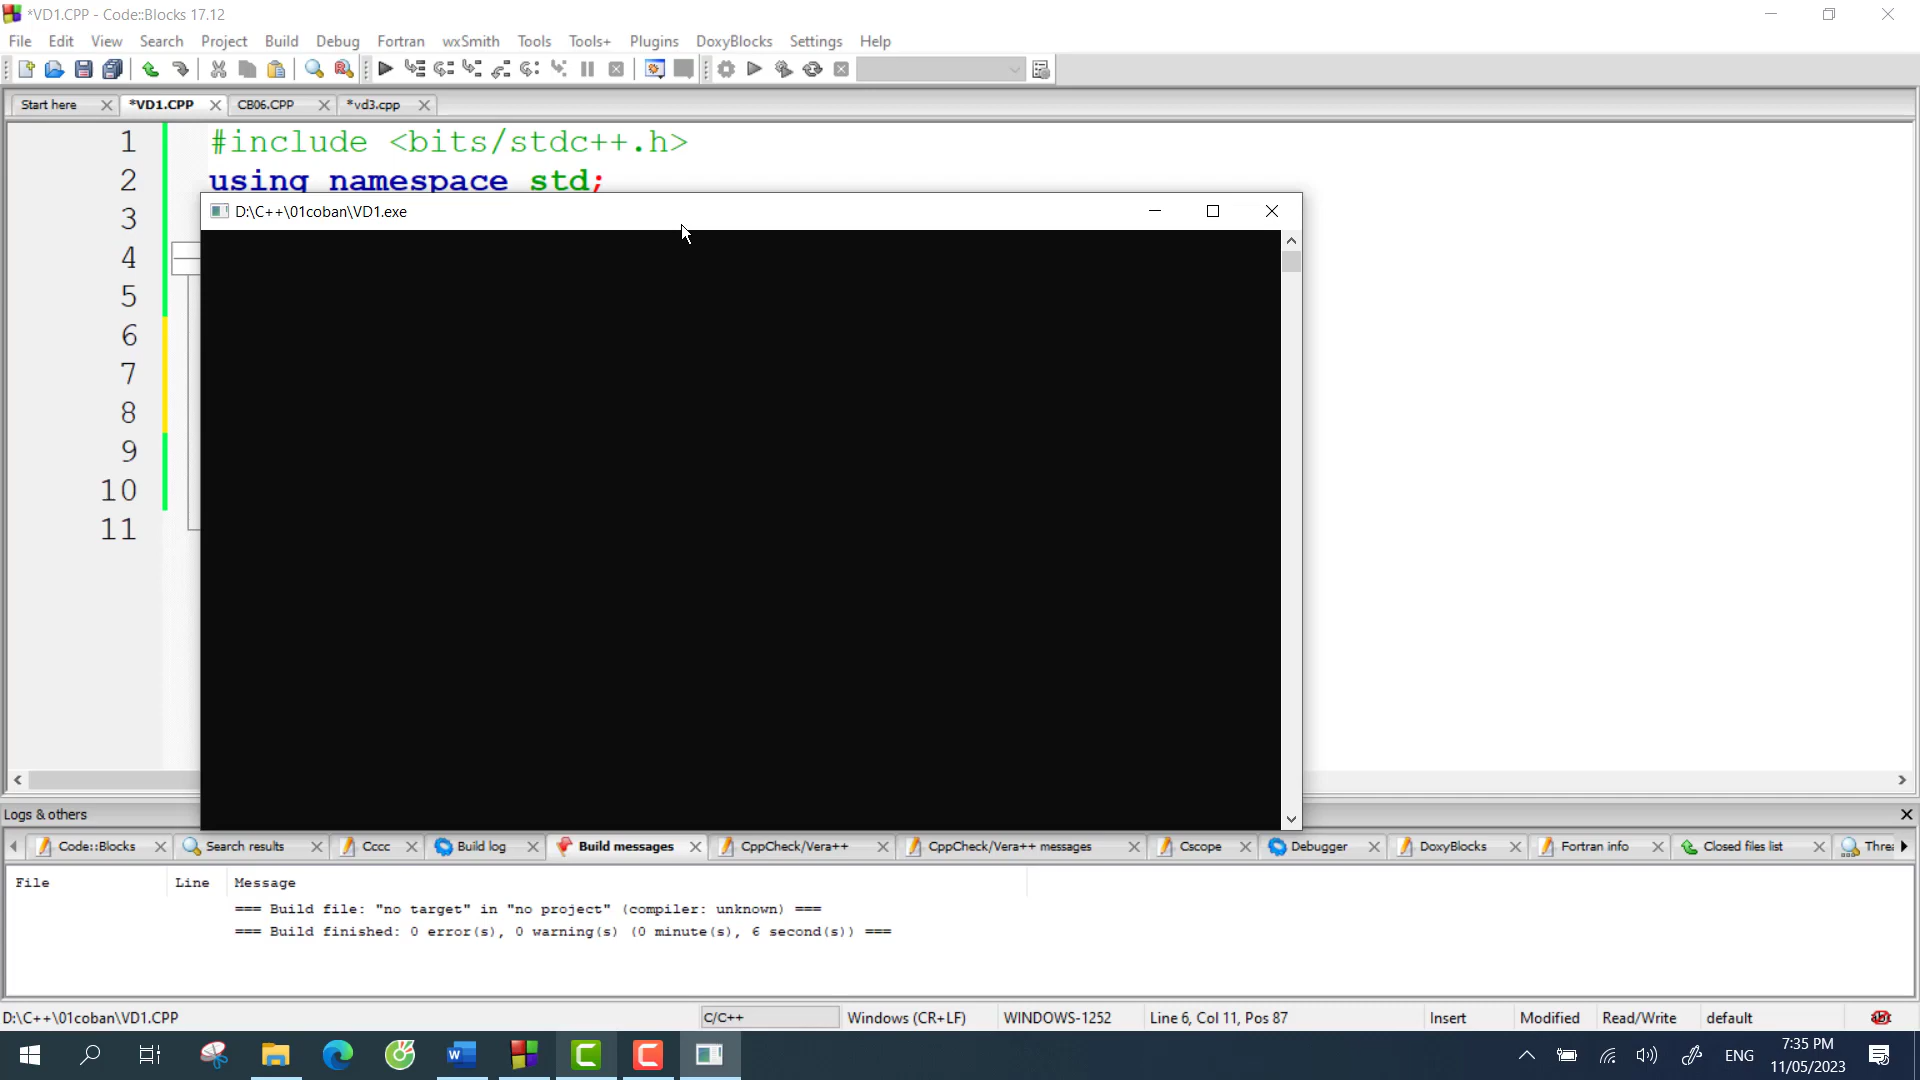 *VD1.CPP - Code::Blocks 17.12
File Edit View Search Project Build Debug Fortran wxSmith Tools Tools+ Plugins DoxyBlocks Settings Help
Start here *VD1.CPP CB06.CPP *vd3.cpp
1 #include <bits/stdc++.h>
2 using namespace std;
D:\C++\01coban\VD1.exe
3
4
5
6
7
8
9
10
11
Logs & others
Code::Blocks Search results Cccc Build log Build messages CppCheck/Vera++ CppCheck/Vera++ messages Cscope Debugger DoxyBlocks Fortran info Closed files list Threa
File Line Message
=== Build file: "no target" in "no project" (compiler: unknown) ===
=== Build finished: 0 error(s), 0 warning(s) (0 minute(s), 6 second(s)) ===
D:\C++\01coban\VD1.CPP C/C++ Windows (CR+LF) WINDOWS-1252 Line 6, Col 11, Pos 87 Insert Modified Read/Write default
ENG
7:35 PM
11/05/2023